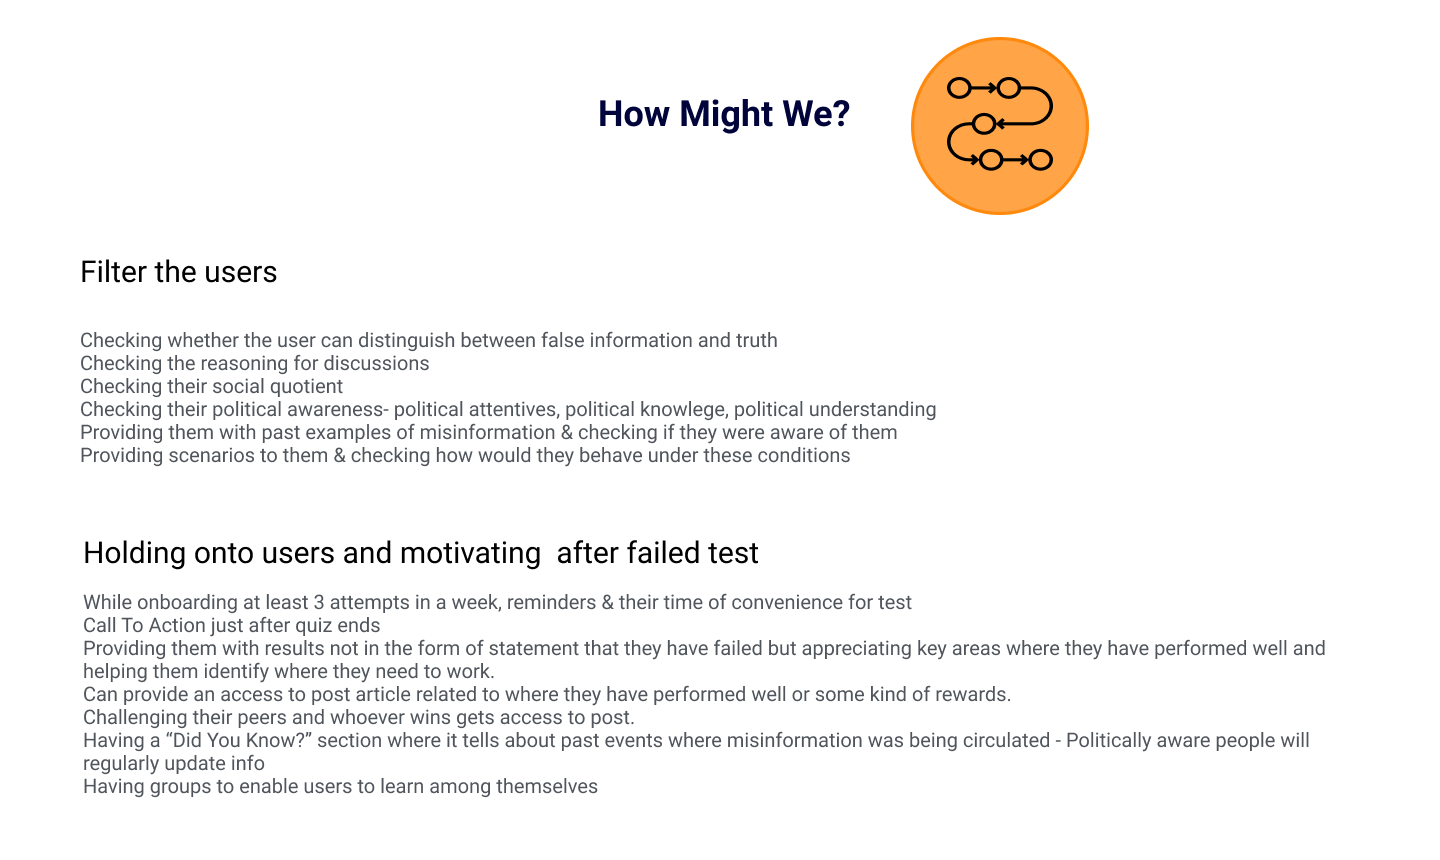 How Might We?
Filter the users
Checking whether the user can distinguish between false information and truth
Checking the reasoning for discussions
Checking their social quotient
Checking their political awareness- political attentives, political knowlege, political understanding
Providing them with past examples of misinformation & checking if they were aware of them
Providing scenarios to them & checking how would they behave under these conditions
Holding onto users and motivating  after failed test
While onboarding at least 3 attempts in a week, reminders & their time of convenience for test
Call To Action just after quiz ends
Providing them with results not in the form of statement that they have failed but appreciating key areas where they have performed well and
helping them identify where they need to work.
Can provide an access to post article related to where they have performed well or some kind of rewards.
Challenging their peers and whoever wins gets access to post.
Having a “Did You Know?” section where it tells about past events where misinformation was being circulated - Politically aware people will
regularly update info
Having groups to enable users to learn among themselves